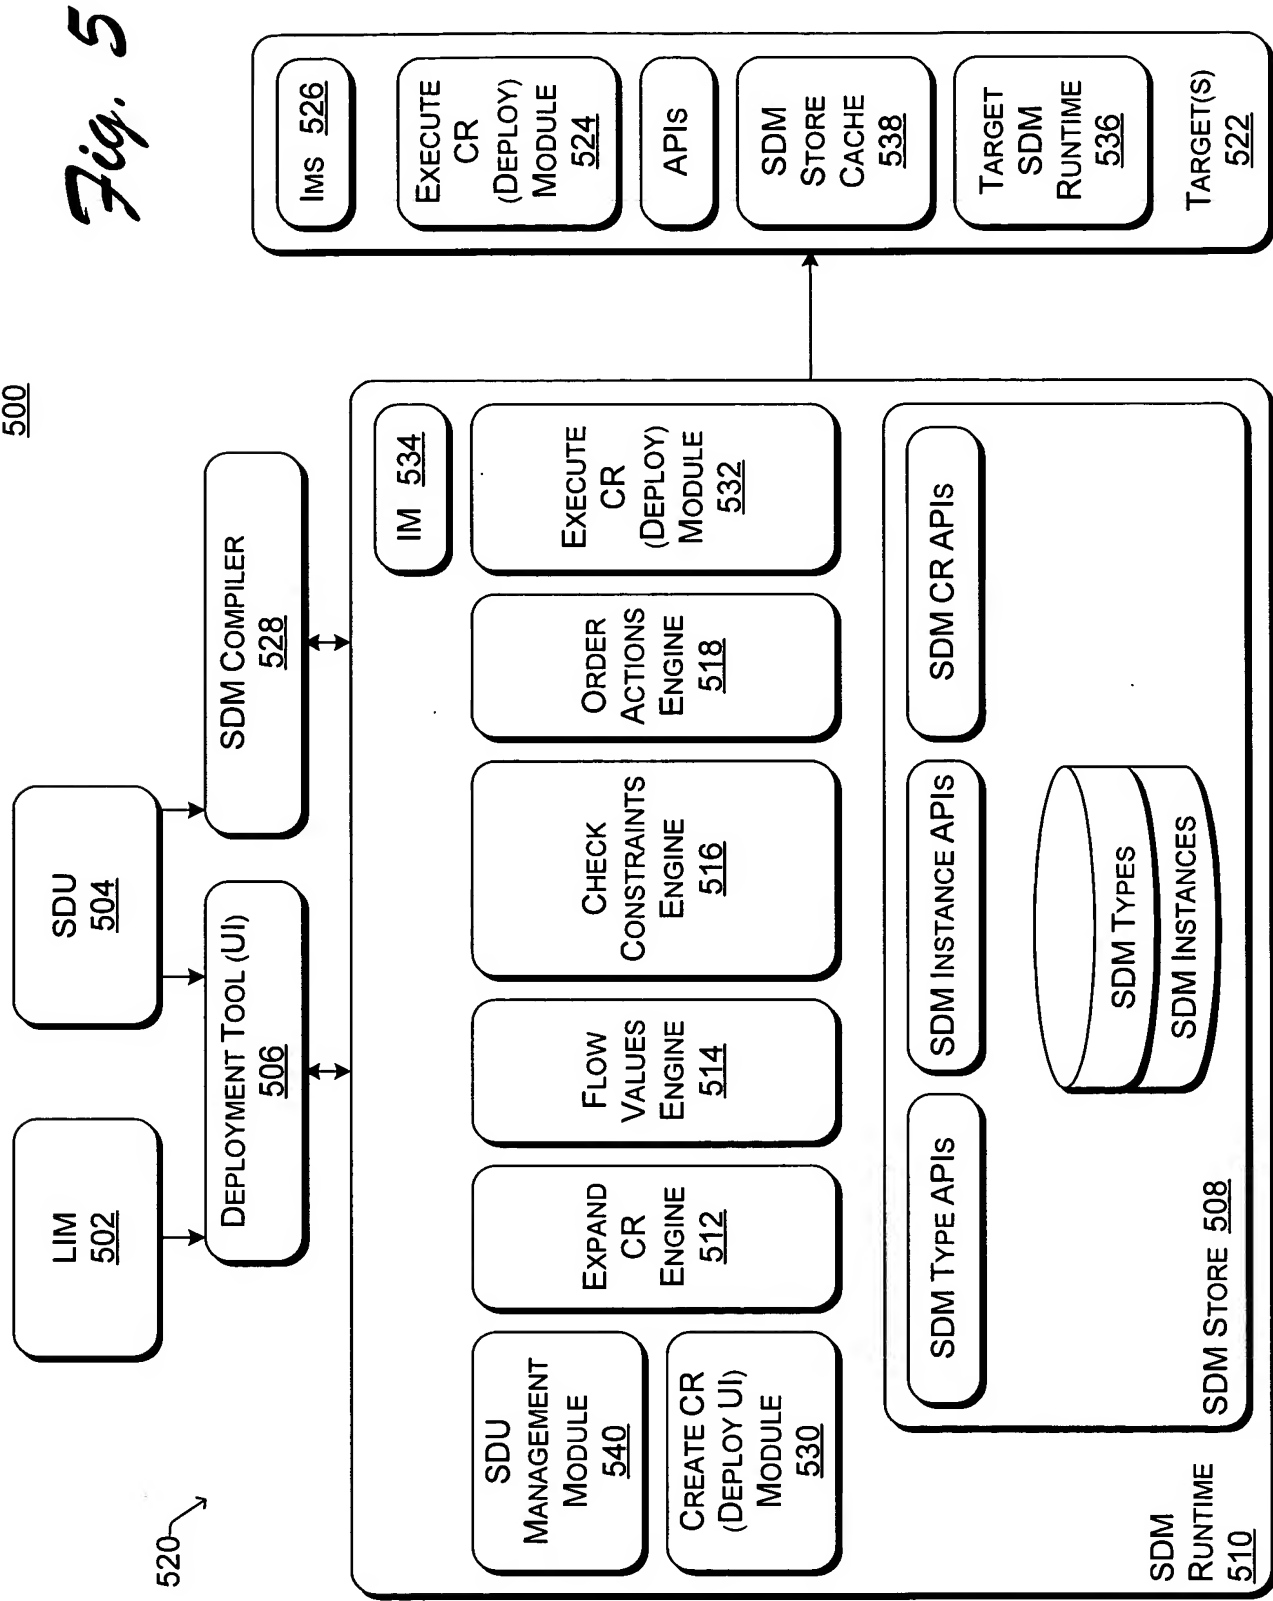 500
Fig. 5
520
LIM
502
SDU
504
DEPLOYMENT TOOL (UI)
506
SDM COMPILER
528
IM 534
SDU
MANAGEMENT
MODULE
540
CREATE CR
(DEPLOY UI)
MODULE
530
EXPAND
CR
ENGINE
512
FLOW
VALUES
ENGINE
514
CHECK
CONSTRAINTS
ENGINE
516
ORDER
ACTIONS
ENGINE
518
EXECUTE
CR
(DEPLOY)
MODULE
532
SDM TYPE APIS
SDM INSTANCE APIS
SDM CR APIS
SDM TYPES
SDM INSTANCES
SDM STORE 508
SDM
RUNTIME
510
IMS 526
EXECUTE
CR
(DEPLOY)
MODULE
524
APIS
SDM
STORE
CACHE
538
TARGET
SDM
RUNTIME
536
TARGET(S)
522